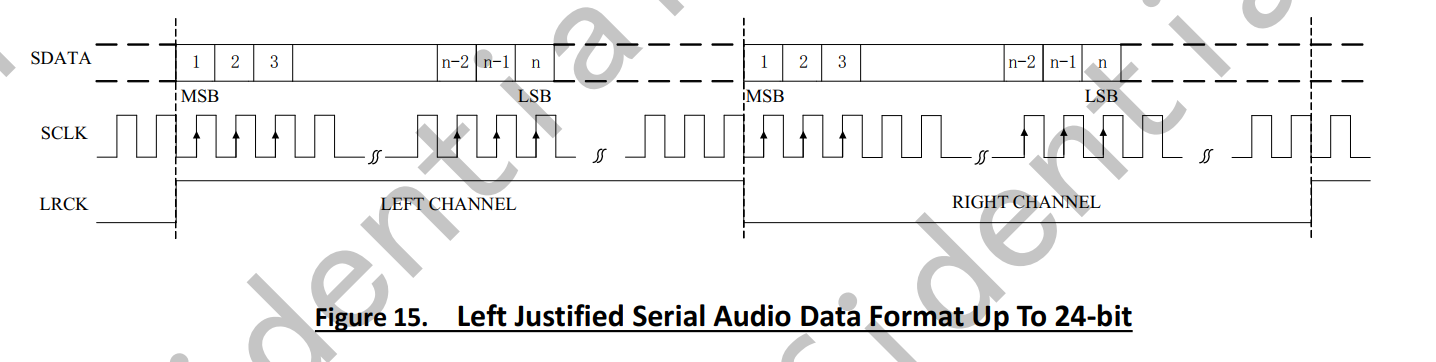 SDATA 1 2 3 n-2 n-1 n 1 2 3 n-2 n-1 n
MSB LSB MSB LSB
SCLK
LRCK LEFT CHANNEL RIGHT CHANNEL
Figure 15. Left Justified Serial Audio Data Format Up To 24-bit